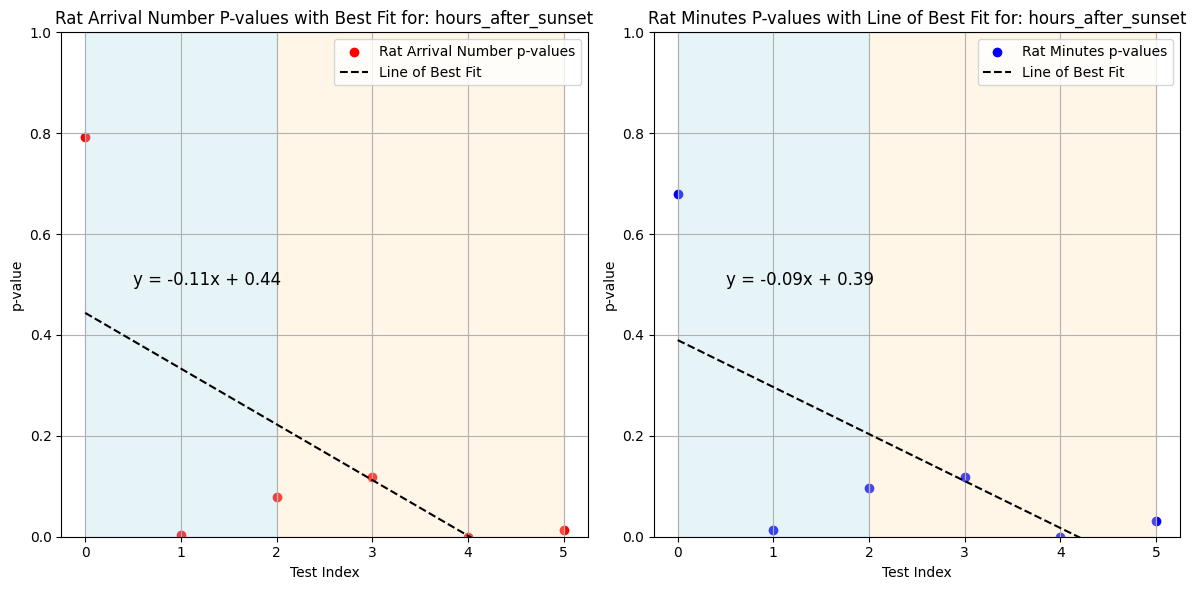 Rat Arrival Number P-values with Best Fit for: hours_after_sunset
1.0
0.8
0.6
0.4
0.2
0.0
p-value
Rat Arrival Number p-values
Line of Best Fit
y = -0.11x + 0.44
0 1 2 3 4 5
Test Index
Rat Minutes P-values with Line of Best Fit for: hours_after_sunset
1.0
0.8
0.6
0.4
0.2
0.0
p-value
Rat Minutes p-values
Line of Best Fit
y = -0.09x + 0.39
0 1 2 3 4 5
Test Index